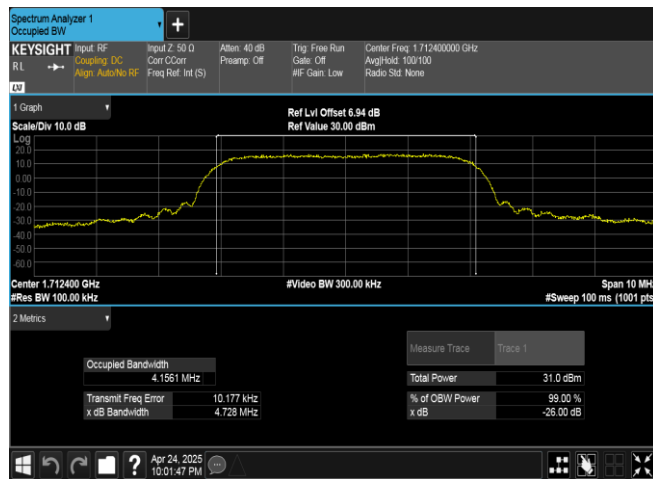 Spectrum Analyzer 1
Occupied BW
+
KEYSIGHT Input: RF Input Z: 50 Ω Atten: 40 dB Trig: Free Run Center Freq: 1.712400000 GHz
RL Coupling: DC Corr CCorr Preamp: Off Gate: Off Avg|Hold: 100/100
Align: Auto/No RF Freq Ref: Int (S) #IF Gain: Low Radio Std: None
LXI
1 Graph Ref Lvl Offset 6.94 dB
Scale/Div 10.0 dB Ref Value 30.00 dBm
Log
20.0
10.0
0.00
-10.0
-20.0
-30.0
-40.0
-50.0
-60.0
Center 1.712400 GHz #Video BW 300.00 kHz Span 10 MH
#Res BW 100.00 kHz #Sweep 100 ms (1001 pts
2 Metrics
Measure Trace Trace 1
Occupied Bandwidth
4.1561 MHz Total Power 31.0 dBm
Transmit Freq Error 10.177 kHz % of OBW Power 99.00 %
x dB Bandwidth 4.728 MHz x dB -26.00 dB
? Apr 24, 2025
10:01:47 PM